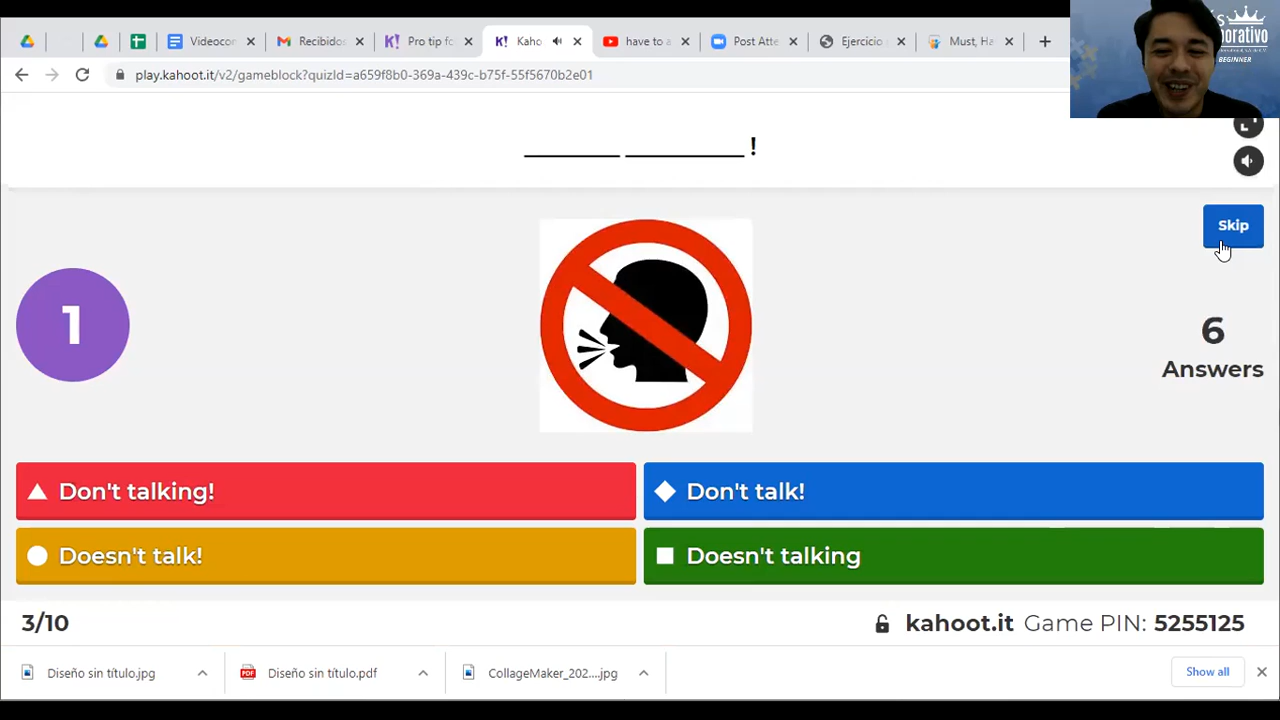 Videocon
Recibido
Pro tip fo
Kaho
have to a
Post Atte
Ejercicio
Must, Ha
play.kahoot.it/v2/gameblock?quizId=a659f8b0-369a-439c-b75f-55f5670b2e01
BEGINNER
_______ _________ !
Skip
1
6
Answers
Don't talking!
Don't talk!
Doesn't talk!
Doesn't talking
3/10
kahoot.it Game PIN: 5255125
Diseño sin título.jpg
PDF
Diseño sin título.pdf
CollageMaker_202....jpg
Show all